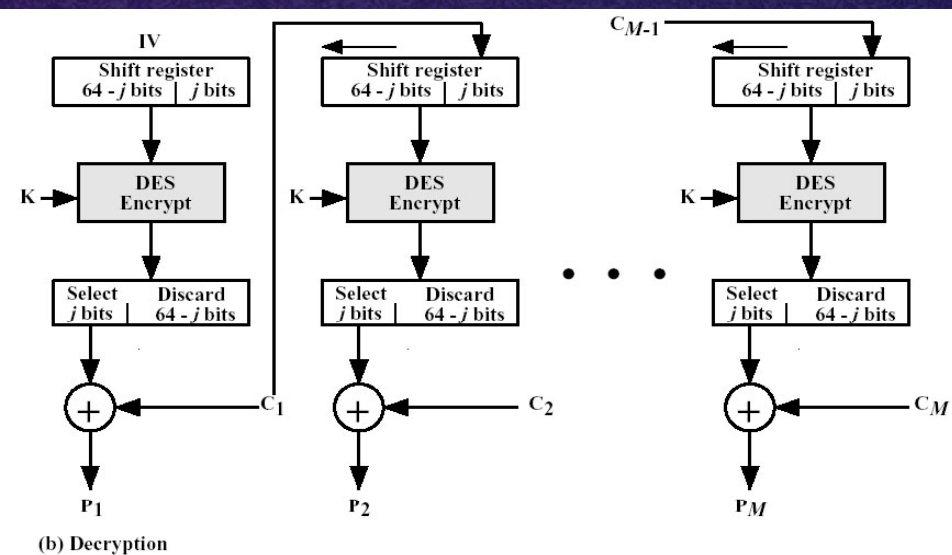 IV
Shift register
64 - j bits | j bits
K
DES
Encrypt
Select Discard
j bits | 64 - j bits
+
C1
P1
Shift register
64 - j bits | j bits
K
DES
Encrypt
Select Discard
j bits | 64 - j bits
+
C2
P2
• • •
CM-1
Shift register
64 - j bits | j bits
K
DES
Encrypt
Select Discard
j bits | 64 - j bits
+
CM
PM
(b) Decryption